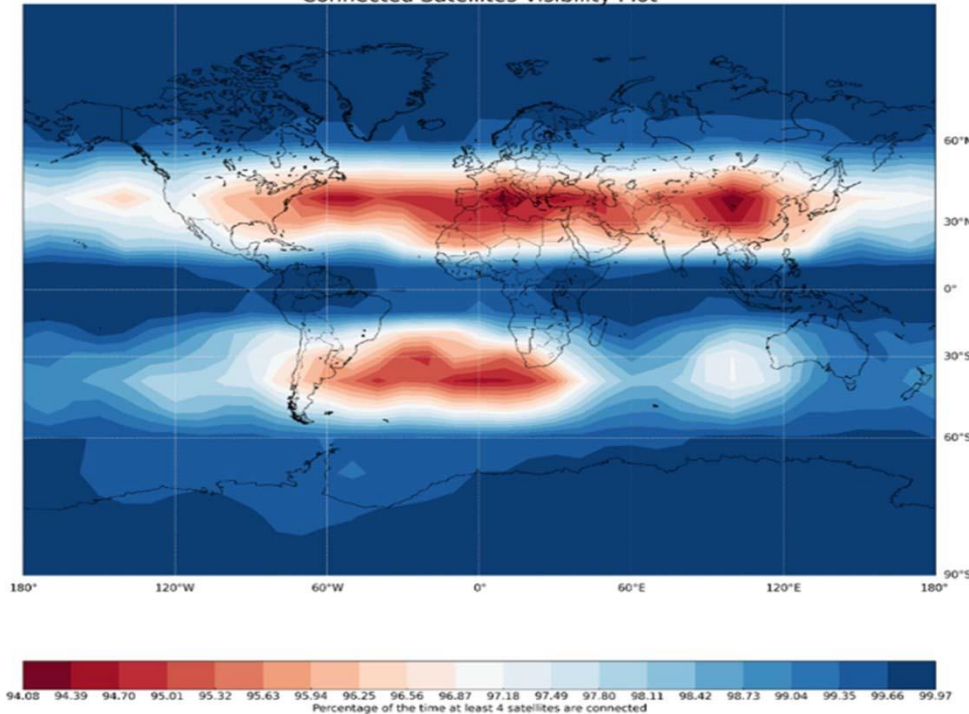 Connected Satellites Visibility Plot
60°N
30°N
0°
30°S
60°S
90°S
180° 120°W 60°W 0° 60°E 120°E 180°
94.08 94.39 94.70 95.01 95.32 95.63 95.94 96.25 96.56 96.87 97.18 97.49 97.80 98.11 98.42 98.73 99.04 99.35 99.66 99.97
Percentage of the time at least 4 satellites are connected